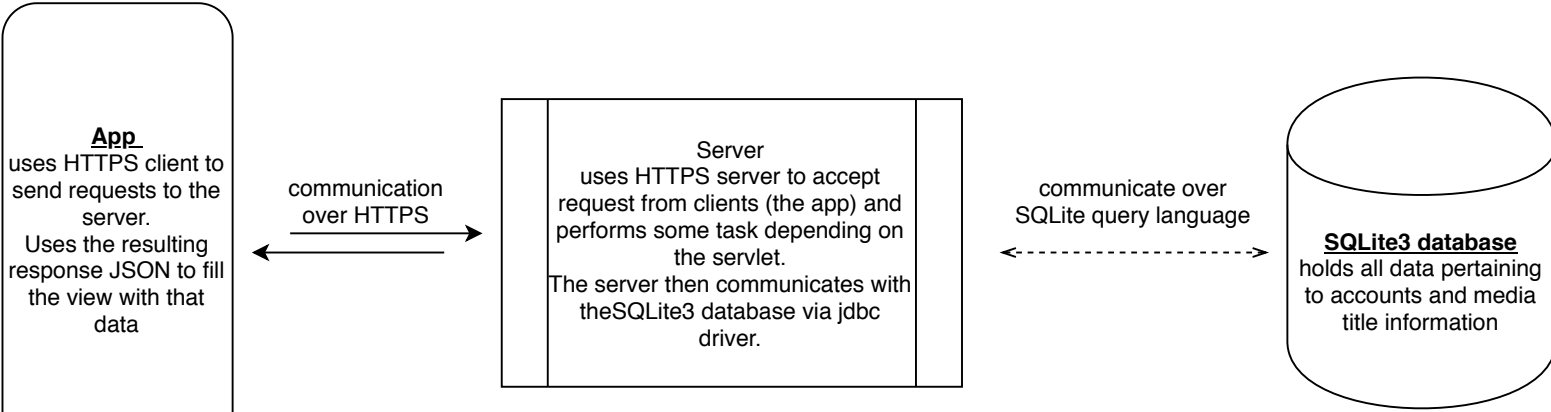 App
uses HTTPS client to
send requests to the
server.
Uses the resulting
response JSON to fill
the view with that
data
communication
over HTTPS
Server
uses HTTPS server to accept
request from clients (the app) and
performs some task depending on
the servlet.
The server then communicates with
theSQLite3 database via jdbc
driver.
communicate over
SQLite query language
SQLite3 database
holds all data pertaining
to accounts and media
title information